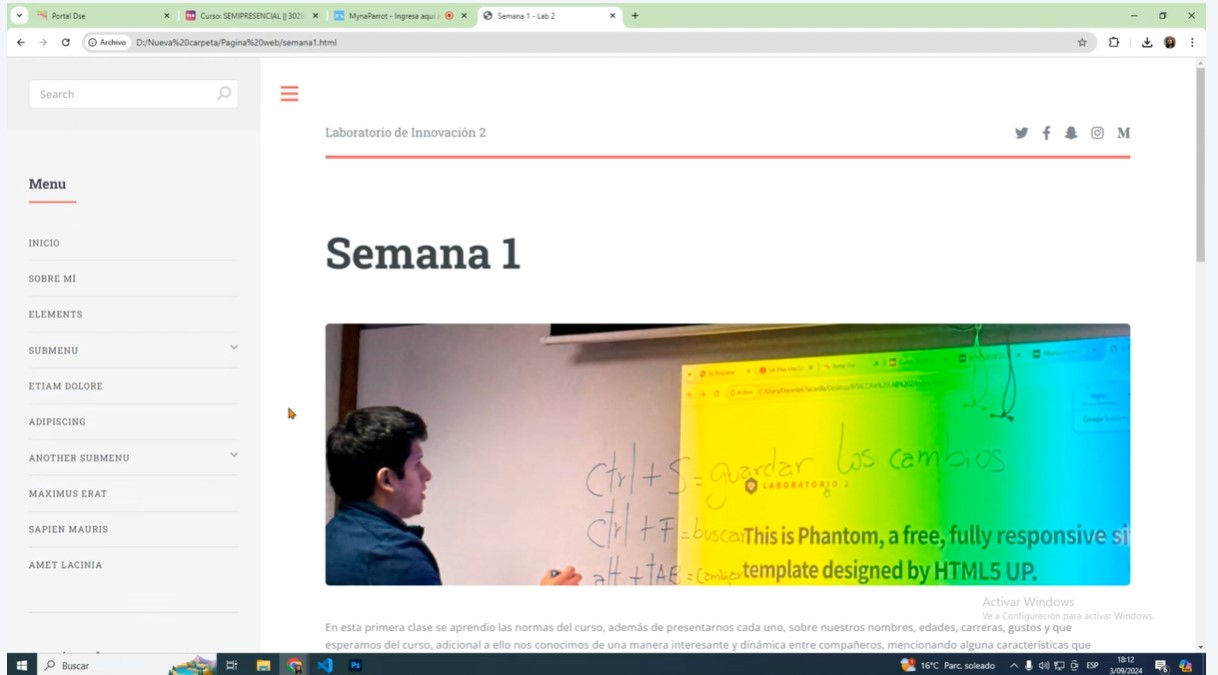 Portal Dse
Curso: SEMIPRESENCIAL || 3028
MynaParrot - Ingresa aquí a
Semana 1 - Lab 2
Archivo
D:/Nueva%20carpeta/Pagina%20web/semana1.html
Search
Menu
INICIO
SOBRE MÍ
ELEMENTS
SUBMENU
ETIAM DOLORE
ADIPISCING
ANOTHER SUBMENU
MAXIMUS ERAT
SAPIEN MAURIS
AMET LACINIA
Laboratorio de Innovación 2
M
Semana 1
Ctrl + S = guardar los cambios
LABORATORIO 2
Ctrl + F = buscar
This is Phantom, a free, fully responsive si
alt + TAB = Cambiar
template designed by HTML5 UP.
Activar Windows
Ve a Configuración para activar Windows.
En esta primera clase se aprendio las normas del curso, además de presentarnos cada uno, sobre nuestros nombres, edades, carreras, gustos y que
esperamos del curso, adicional a ello nos conocimos de una manera interesante y dinámica entre compañeros, mencionando alguna características que
Buscar
Ps
16°C Parc. soleado
ESP
18:12
3/09/2024
6